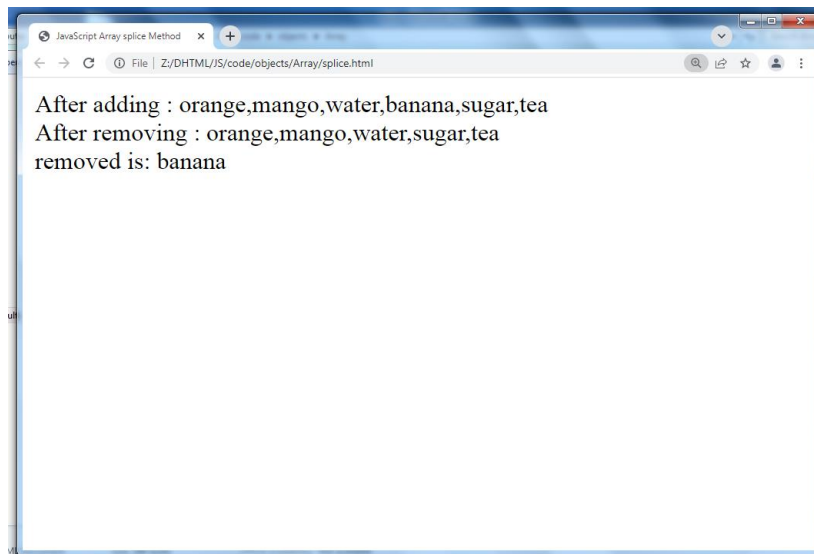 JavaScript Array splice Method
File | Z:/DHTML/JS/code/objects/Array/splice.html
After adding : orange,mango,water,banana,sugar,tea
After removing : orange,mango,water,sugar,tea
removed is: banana